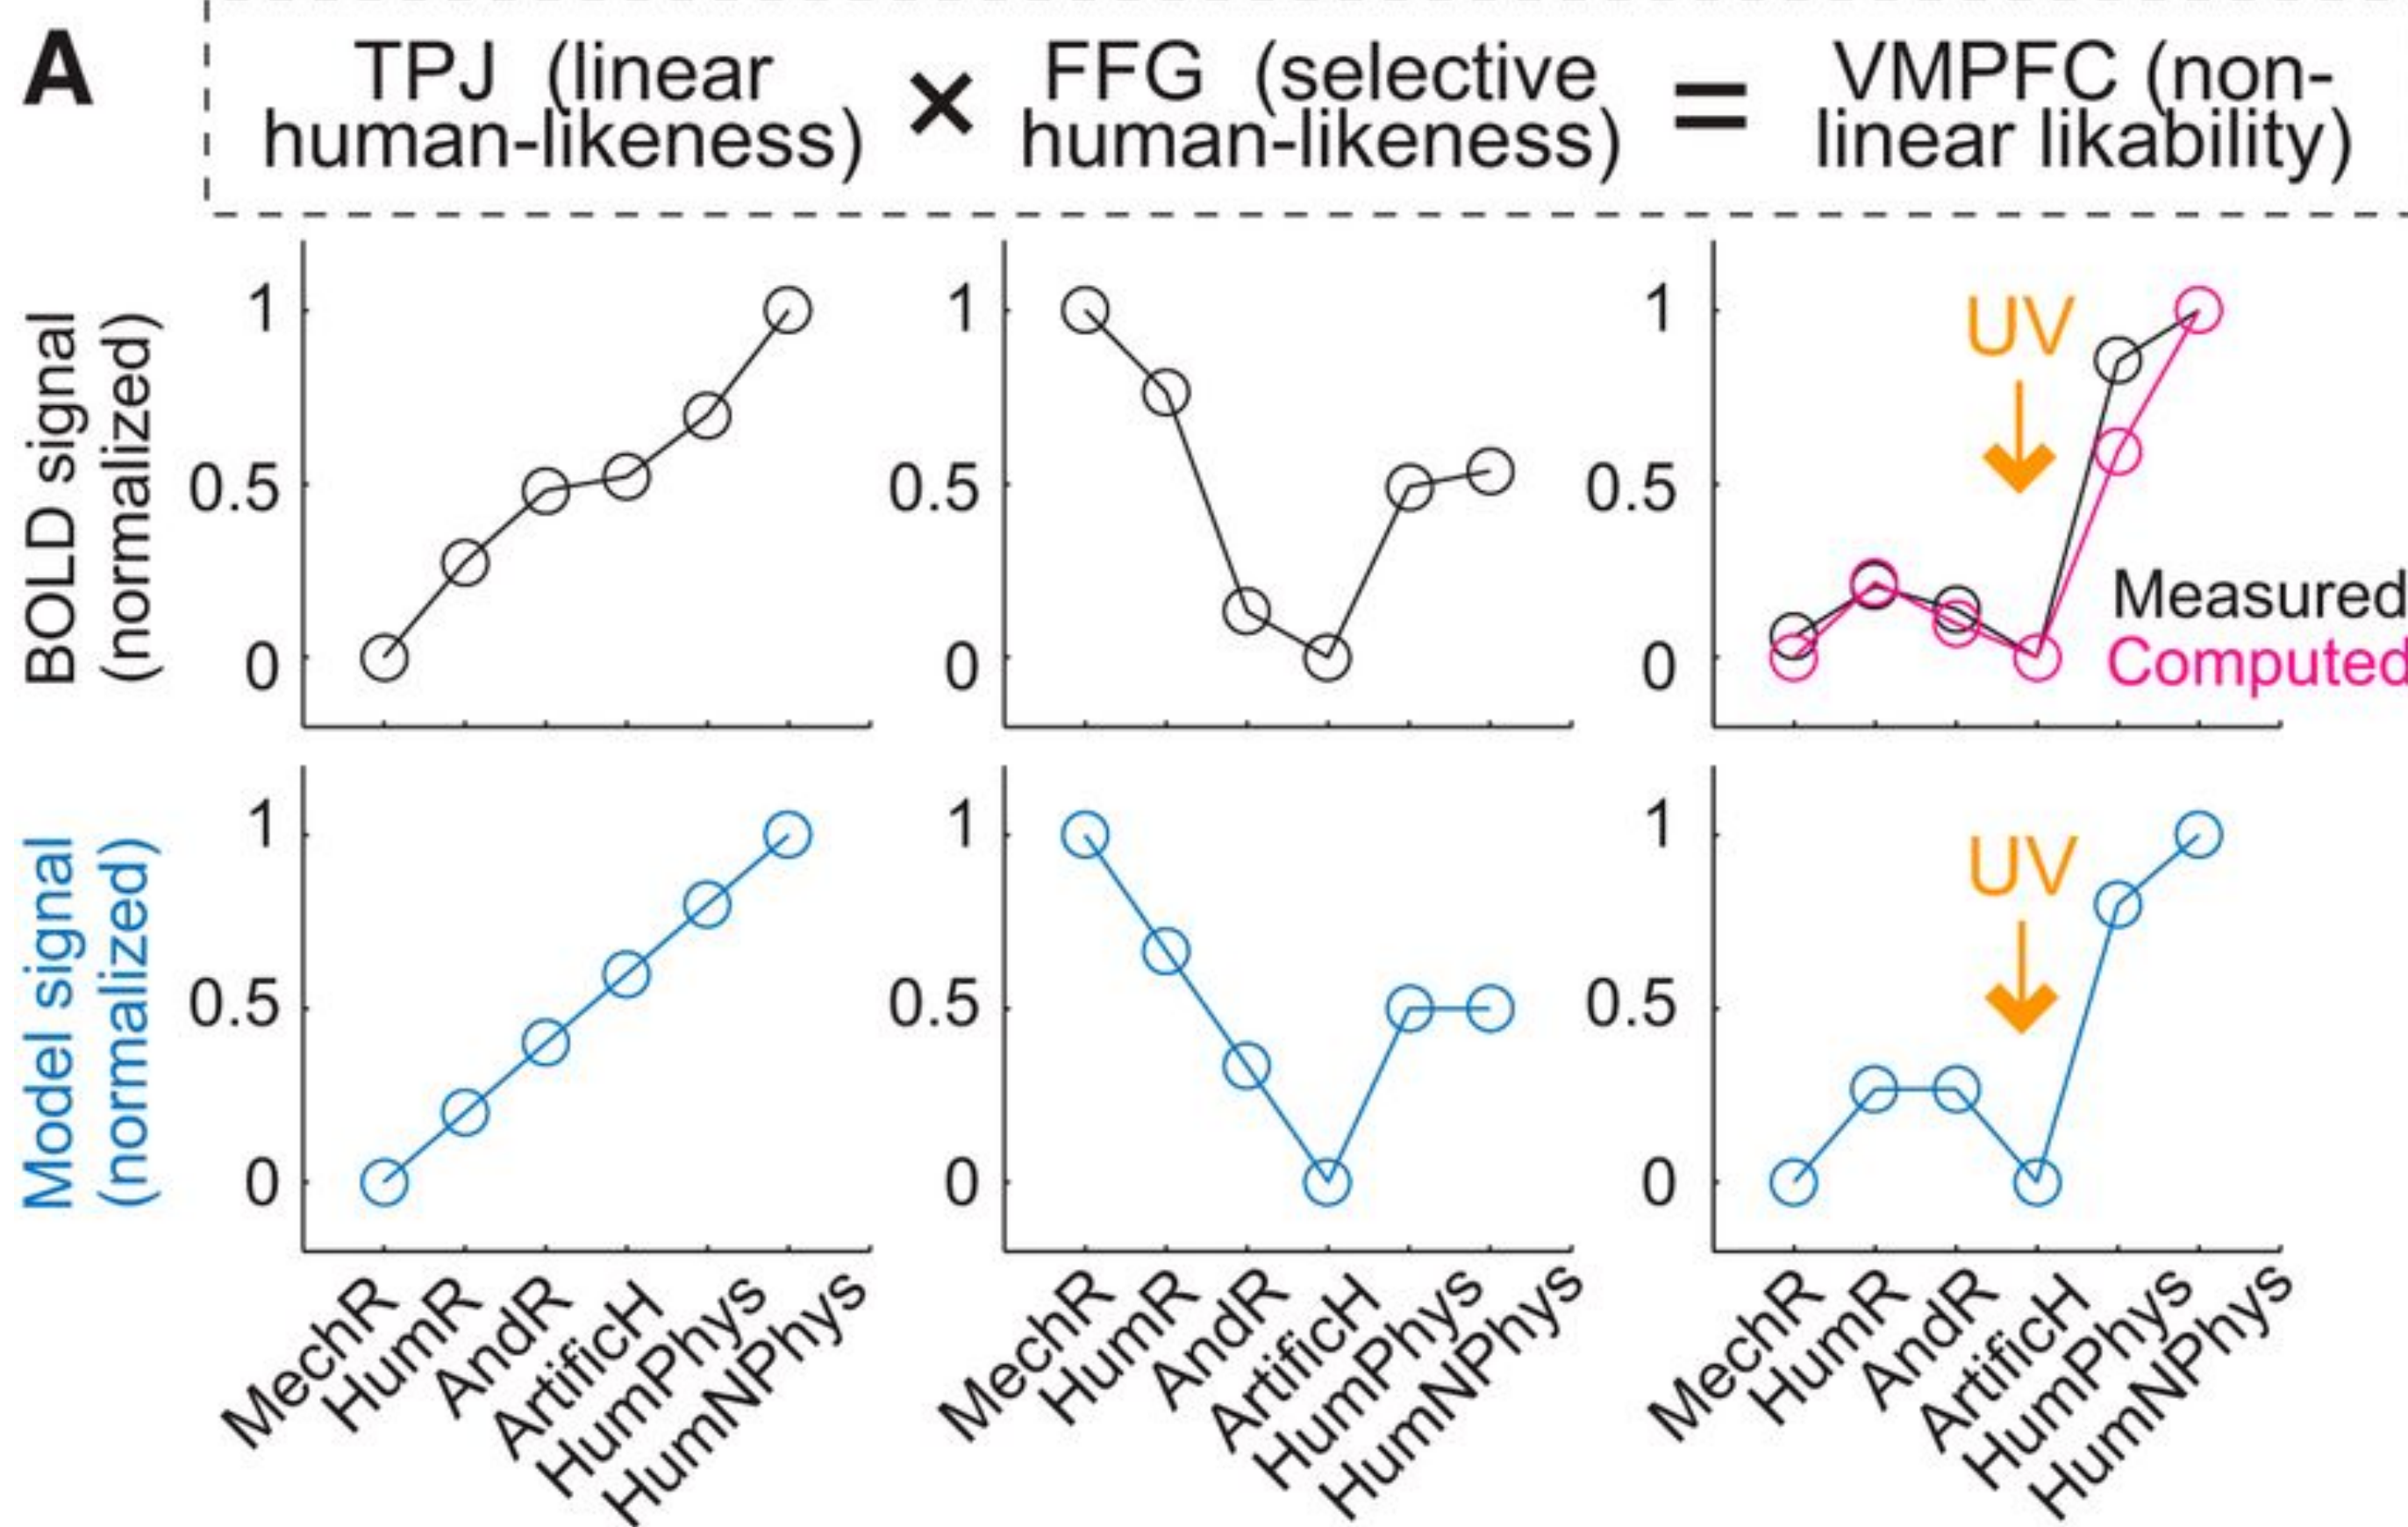 A
TPJ (linear
human-likeness)
×
FFG (selective
human-likeness)
=
VMPFC (non-
linear likability)
BOLD signal
(normalized)
1
0.5
0
1
0.5
0
1
0.5
0
UV
Measured
Computed
Model signal
(normalized)
1
0.5
0
1
0.5
0
1
0.5
0
UV
MechR
HumR
AndR
ArtificH
HumPhys
HumNPhys
MechR
HumR
AndR
ArtificH
HumPhys
HumNPhys
MechR
HumR
AndR
ArtificH
HumPhys
HumNPhys